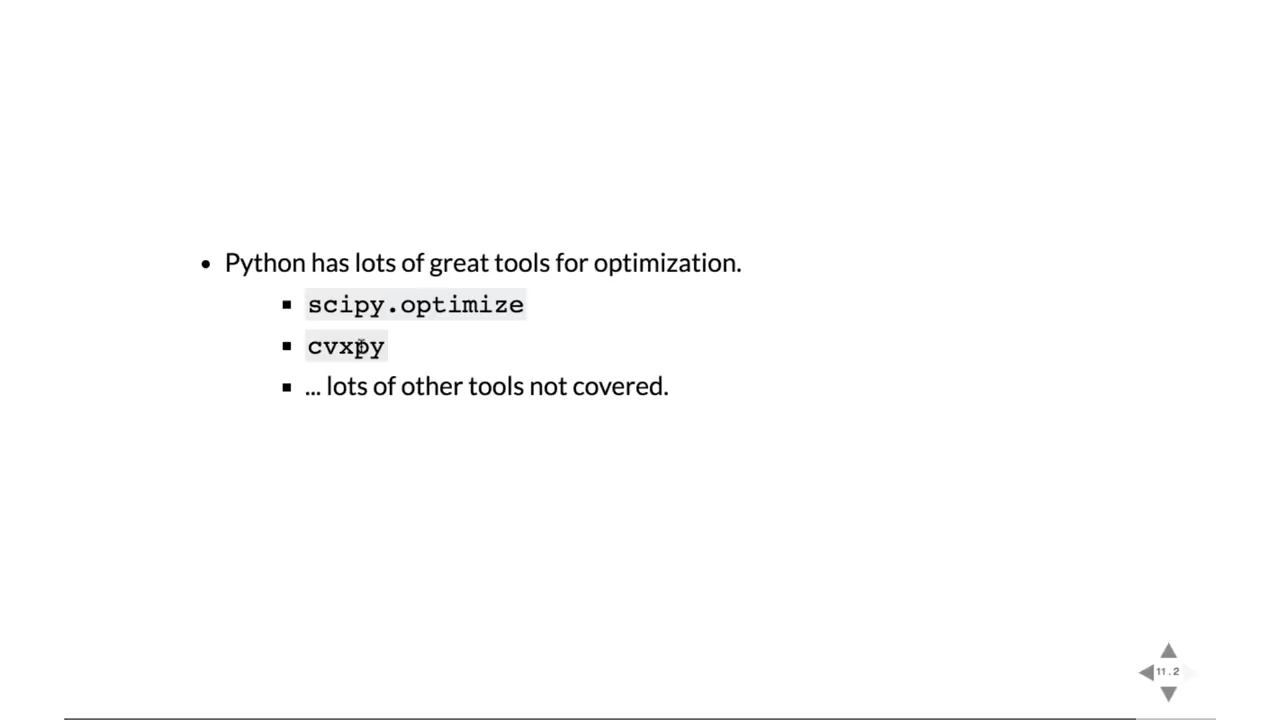 Python has lots of great tools for optimization.
scipy.optimize
cvxpy
... lots of other tools not covered.
11.2